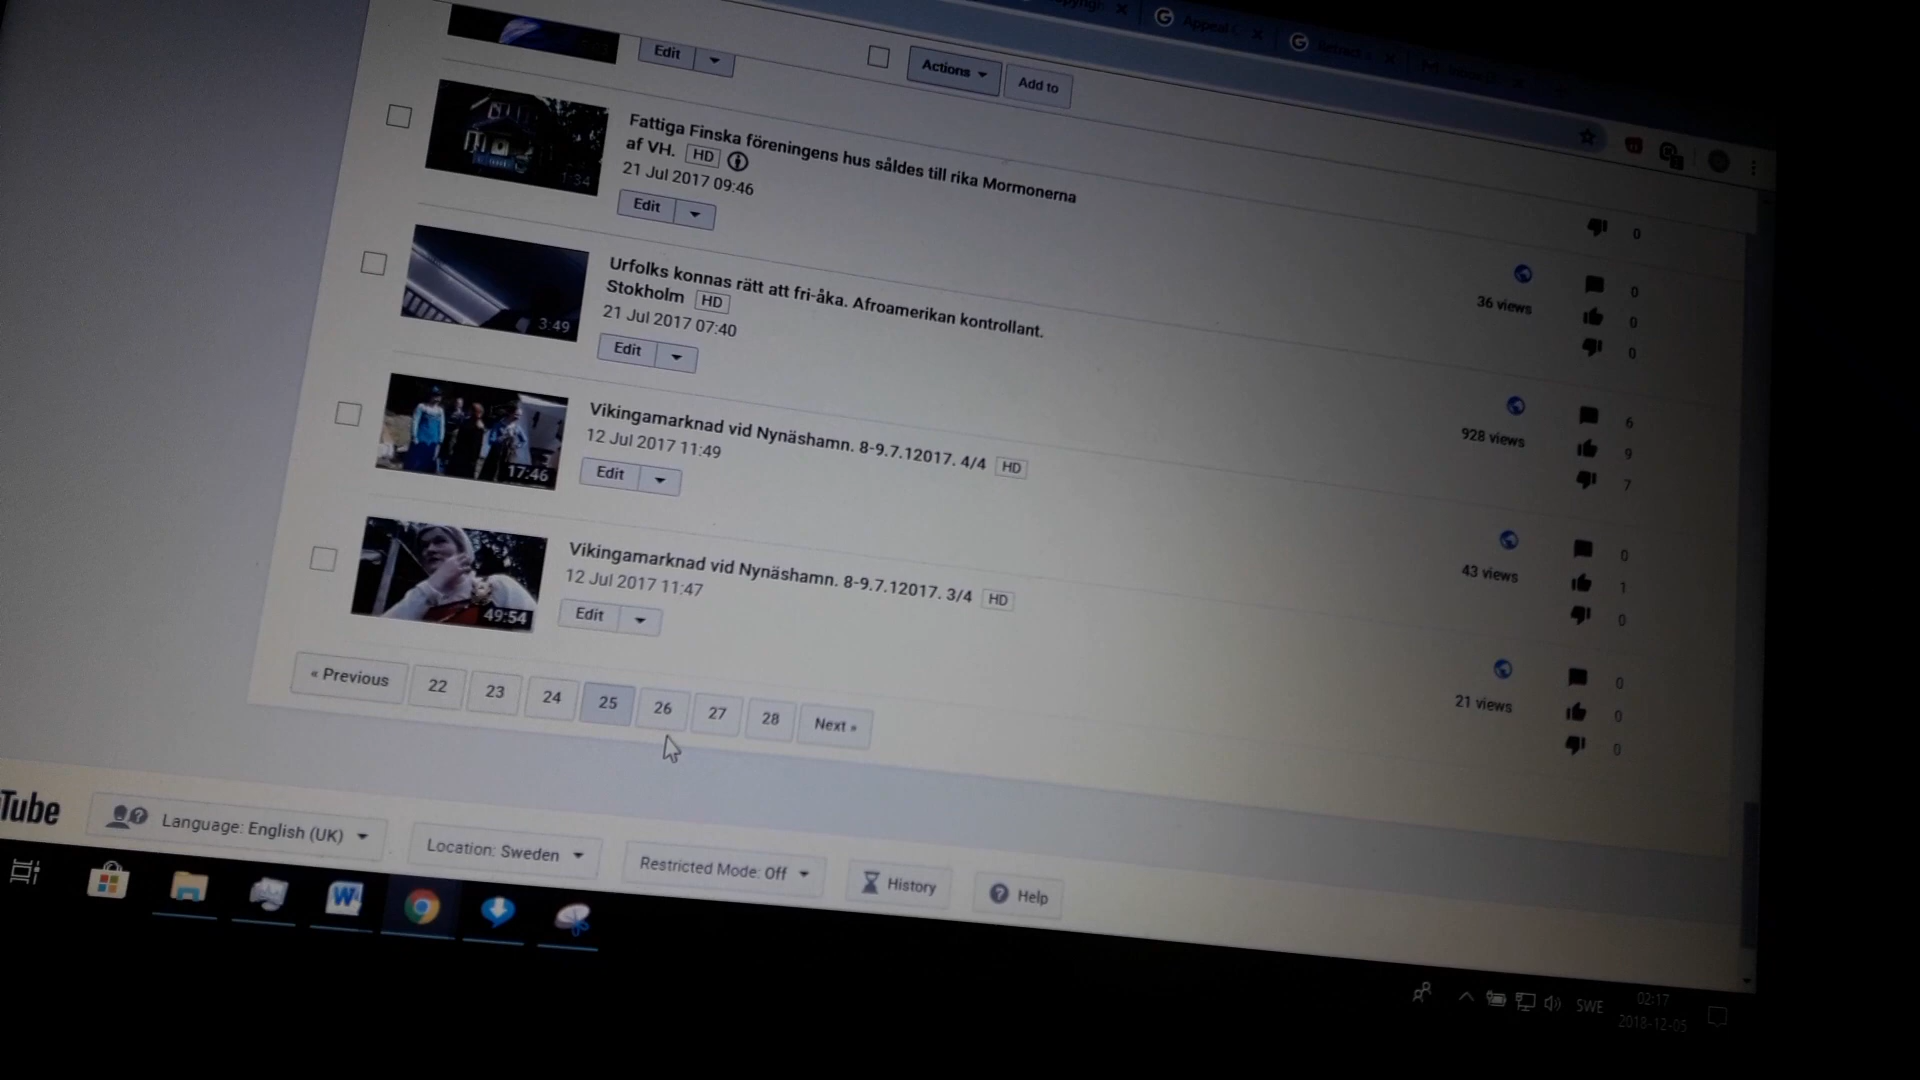 Appeal
Edit
Actions
Add to
Fattiga Finska föreningens hus såldes till rika Mormonerna
af VH. HD
21 Jul 2017 09:46
1:34
Edit
0
Urfolks konnas rätt att fri-åka. Afroamerikan kontrollant.
Stokholm HD
21 Jul 2017 07:40
3:49
Edit
36 views
0
0
0
Vikingamarknad vid Nynäshamn. 8-9.7.12017. 4/4 HD
12 Jul 2017 11:49
17:46
Edit
928 views
6
9
7
Vikingamarknad vid Nynäshamn. 8-9.7.12017. 3/4 HD
12 Jul 2017 11:47
49:54
Edit
43 views
0
1
0
21 views
0
0
0
« Previous 22 23 24 25 26 27 28 Next »
Tube
Language: English (UK)
Location: Sweden
Restricted Mode: Off
History
Help
SWE
02:17
2018-12-05